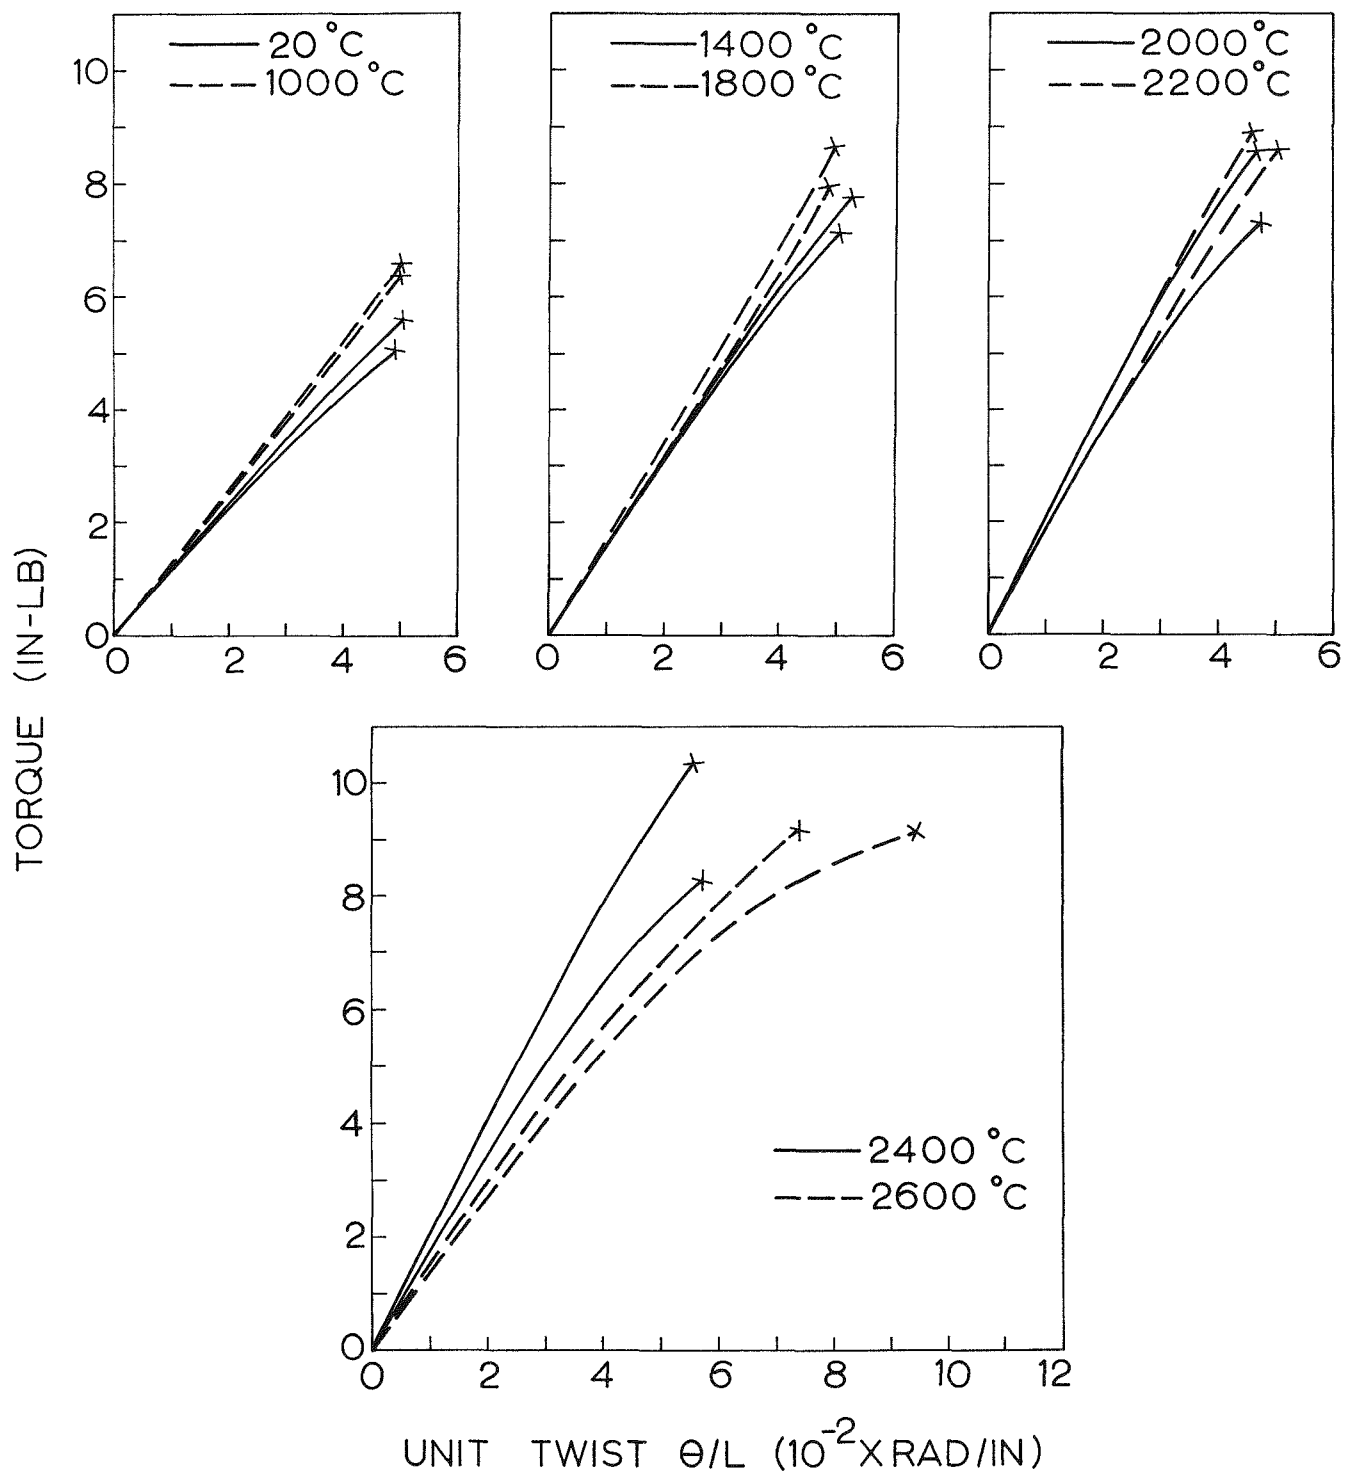 20°C
1000°C
1400°C
1800°C
2000°C
2200°C
10
8
6
4
2
0
0 2 4 6
0 2 4 6
0 2 4 6
TORQUE (IN-LB)
10
8
6
4
2
0
2400°C
2600°C
0 2 4 6 8 10 12
UNIT TWIST θ/L (10⁻² X RAD/IN)